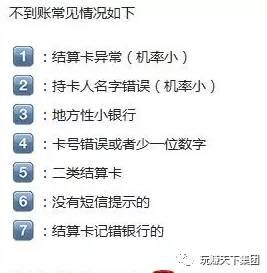 不到账常见情况如下
1：结算卡异常（机率小）
2：持卡人名字错误（机率小）
3：地方性小银行
4：卡号错误或者少一位数字
5：二类结算卡
6：没有短信提示的
7：结算卡记错银行的
玩赚天下集团